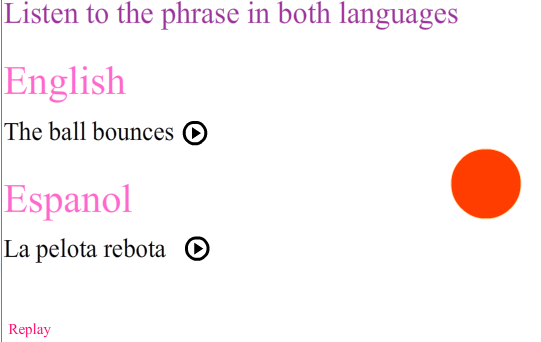 Listen to the phrase in both languages
English
The ball bounces
Espanol
La pelota rebota
Replay